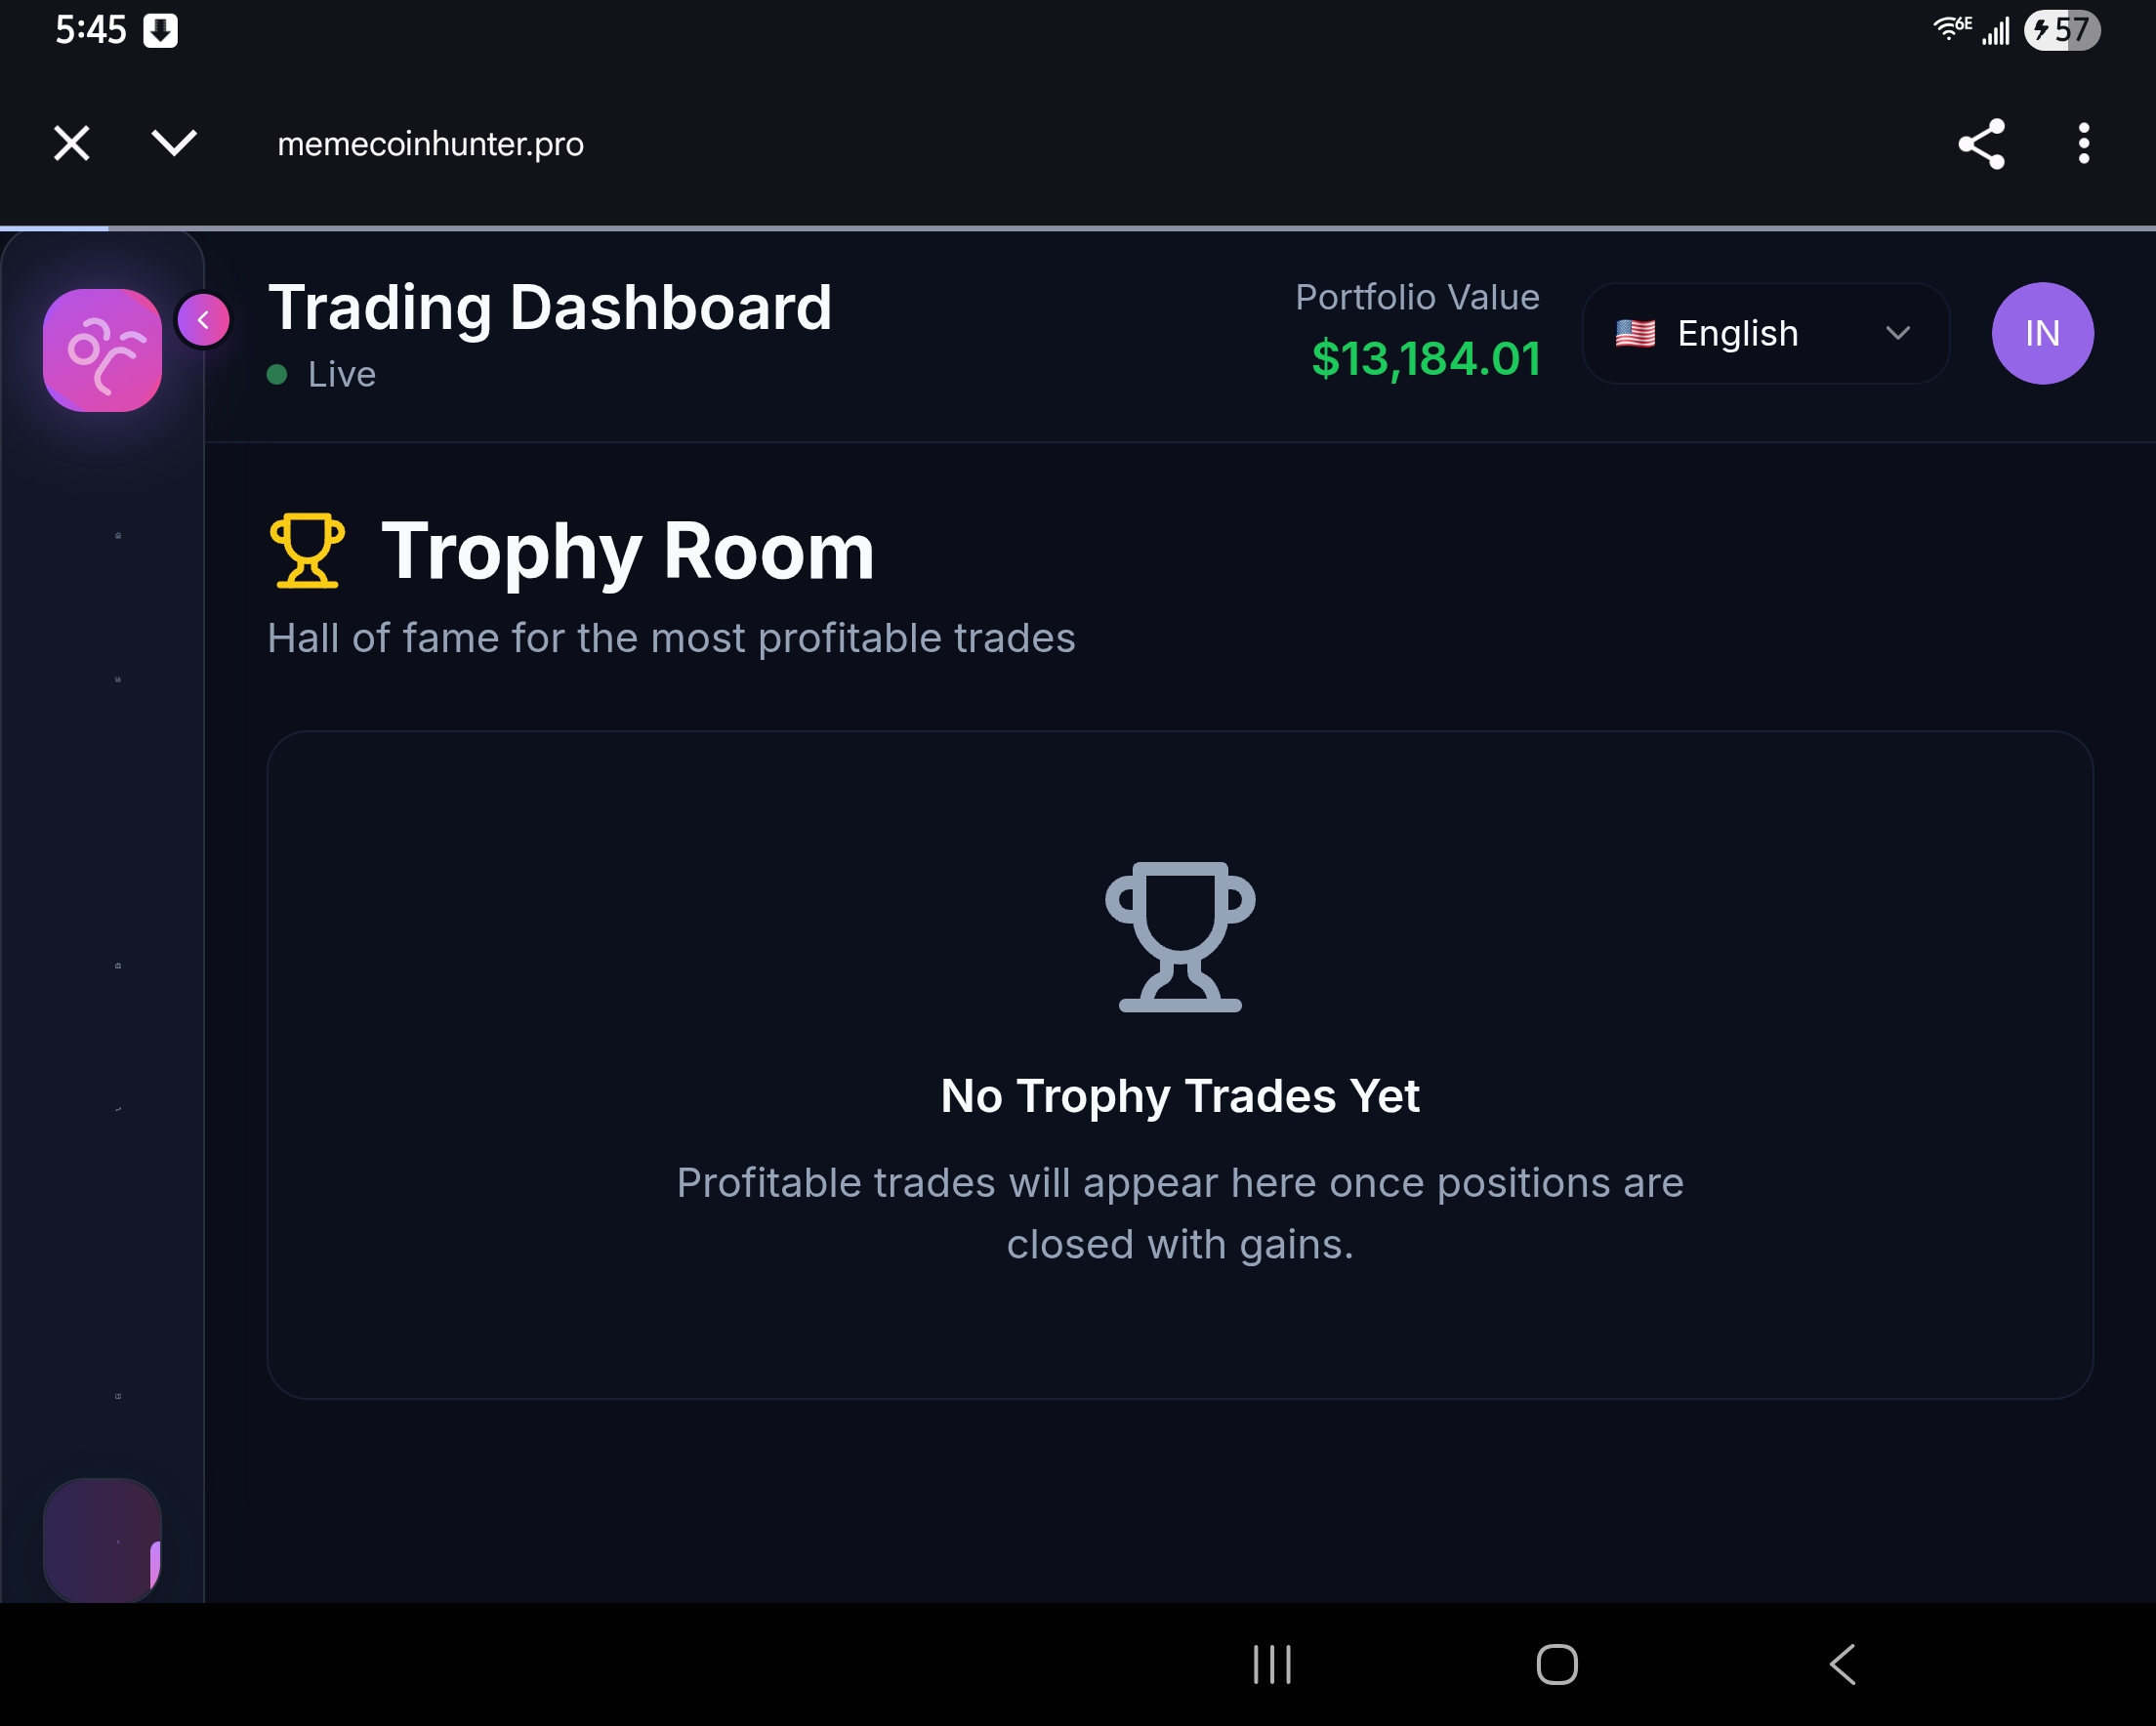 5:45
6E
57
memecoinhunter.pro
Trading Dashboard
Live
Portfolio Value
$13,184.01
English
IN
Trophy Room
Hall of fame for the most profitable trades
No Trophy Trades Yet
Profitable trades will appear here once positions are
closed with gains.